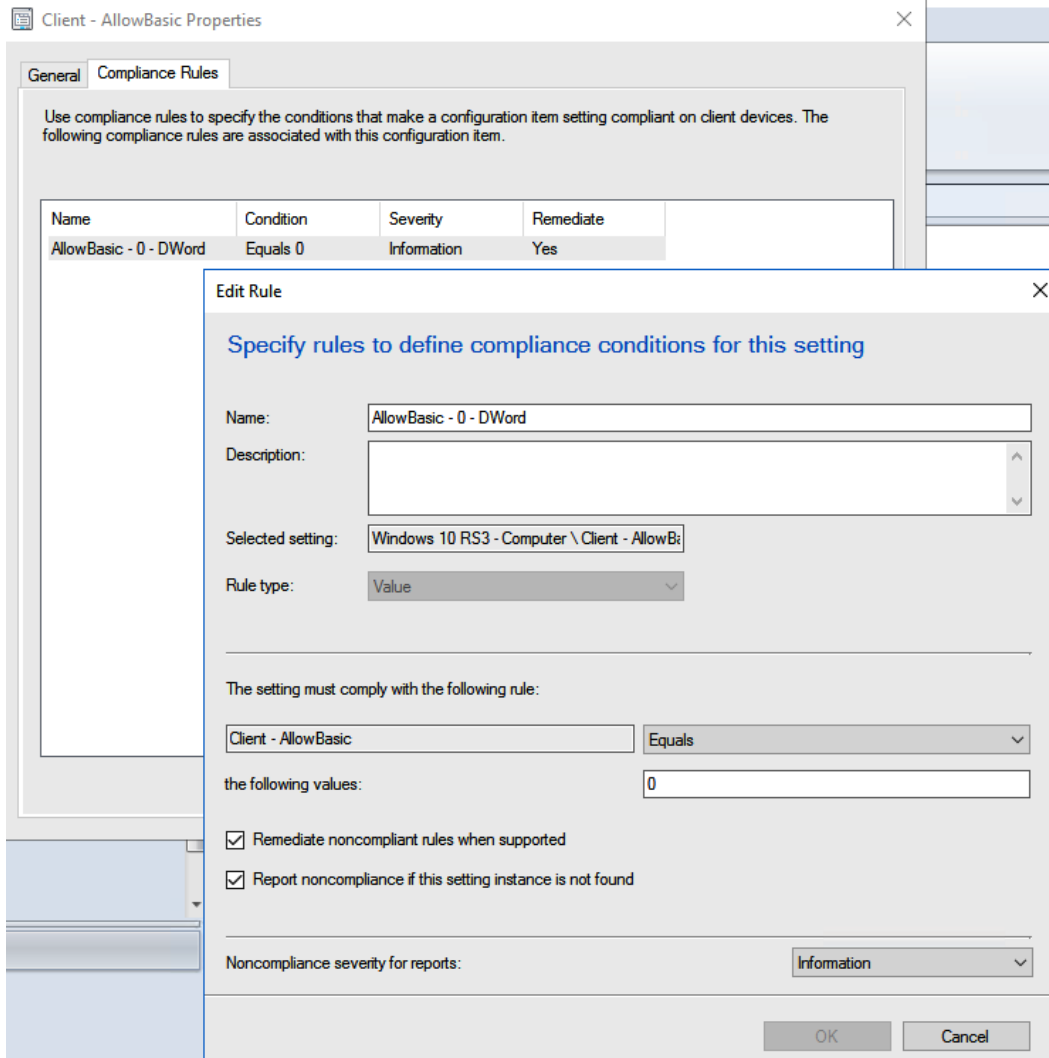 Client - AllowBasic Properties
General
Compliance Rules
Use compliance rules to specify the conditions that make a configuration item setting compliant on client devices. The
following compliance rules are associated with this configuration item.
Name Condition Severity Remediate
AllowBasic - 0 - DWord Equals 0 Information Yes
Edit Rule
Specify rules to define compliance conditions for this setting
Name: AllowBasic - 0 - DWord
Description:
Selected setting: Windows 10 RS3 - Computer \ Client - AllowBa
Rule type: Value
The setting must comply with the following rule:
Client - AllowBasic Equals
the following values: 0
Remediate noncompliant rules when supported
Report noncompliance if this setting instance is not found
Noncompliance severity for reports: Information
OK Cancel